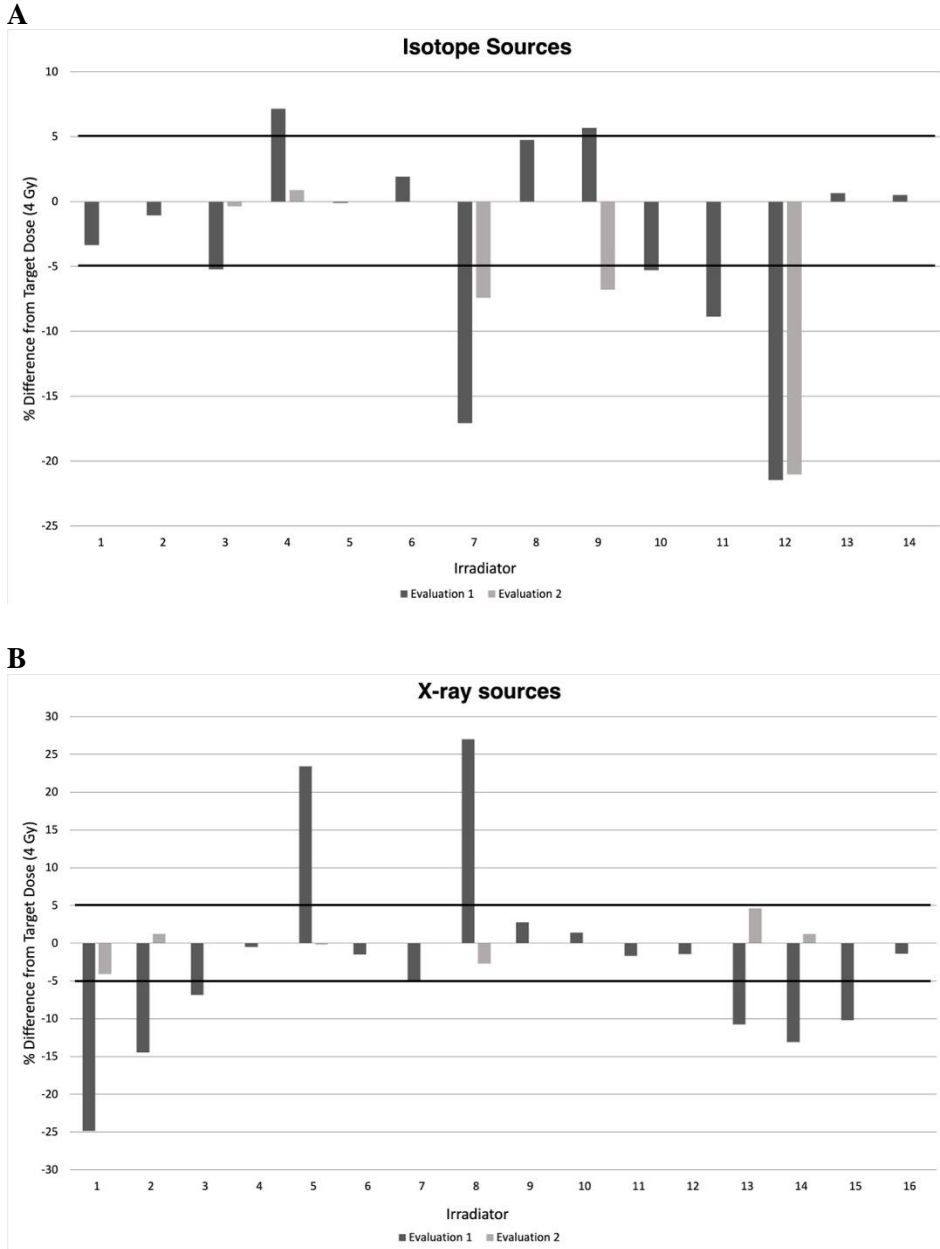 A
Isotope Sources
% Difference from Target Dose (4 Gy)
10
5
0
-5
-10
-15
-20
-25
1 2 3 4 5 6 7 8 9 10 11 12 13 14
Irradiator
Evaluation 1 Evaluation 2
B
X-ray sources
% Difference from Target Dose (4 Gy)
30
25
20
15
10
5
0
-5
-10
-15
-20
-25
-30
1 2 3 4 5 6 7 8 9 10 11 12 13 14 15 16
Irradiator
Evaluation 1 Evaluation 2